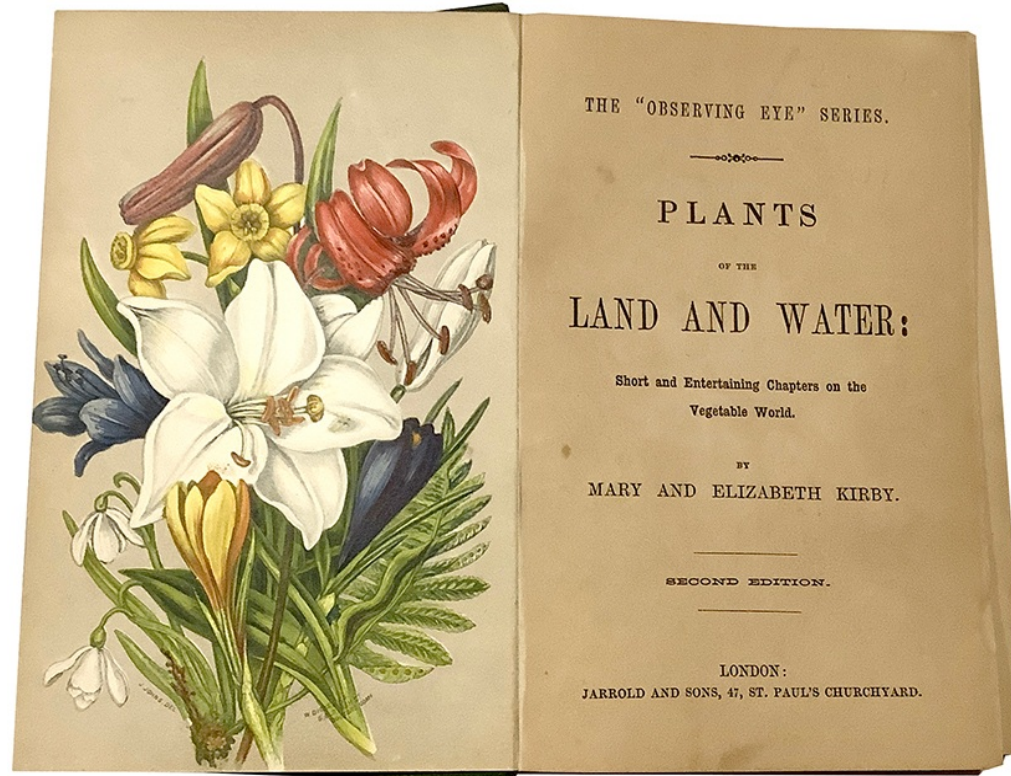 THE "OBSERVING EYE" SERIES.
PLANTS
OF THE
LAND AND WATER:
Short and Entertaining Chapters on the
Vegetable World.
BY
MARY AND ELIZABETH KIRBY.
SECOND EDITION.
LONDON:
JARROLD AND SONS, 47, ST. PAUL'S CHURCHYARD.